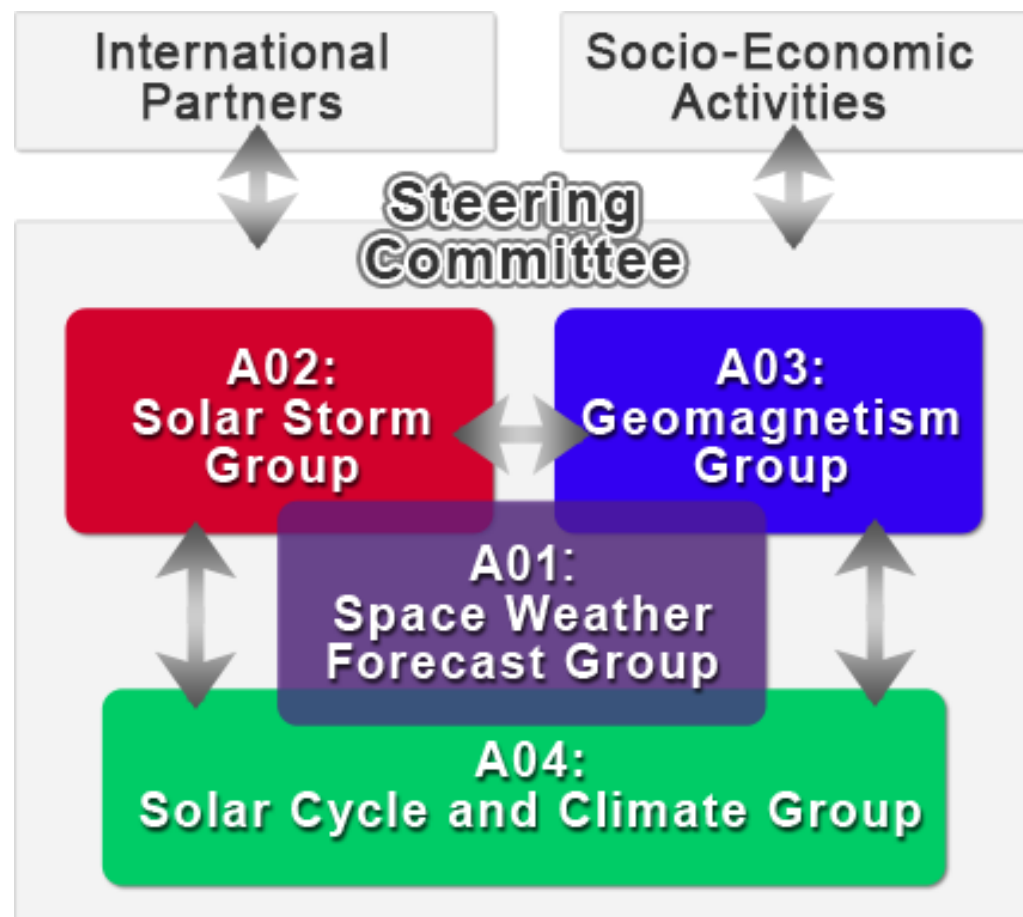 International
Partners
Socio-Economic
Activities
Steering
Committee
A02:
Solar Storm
Group
A03:
Geomagnetism
Group
A01:
Space Weather
Forecast Group
A04:
Solar Cycle and Climate Group